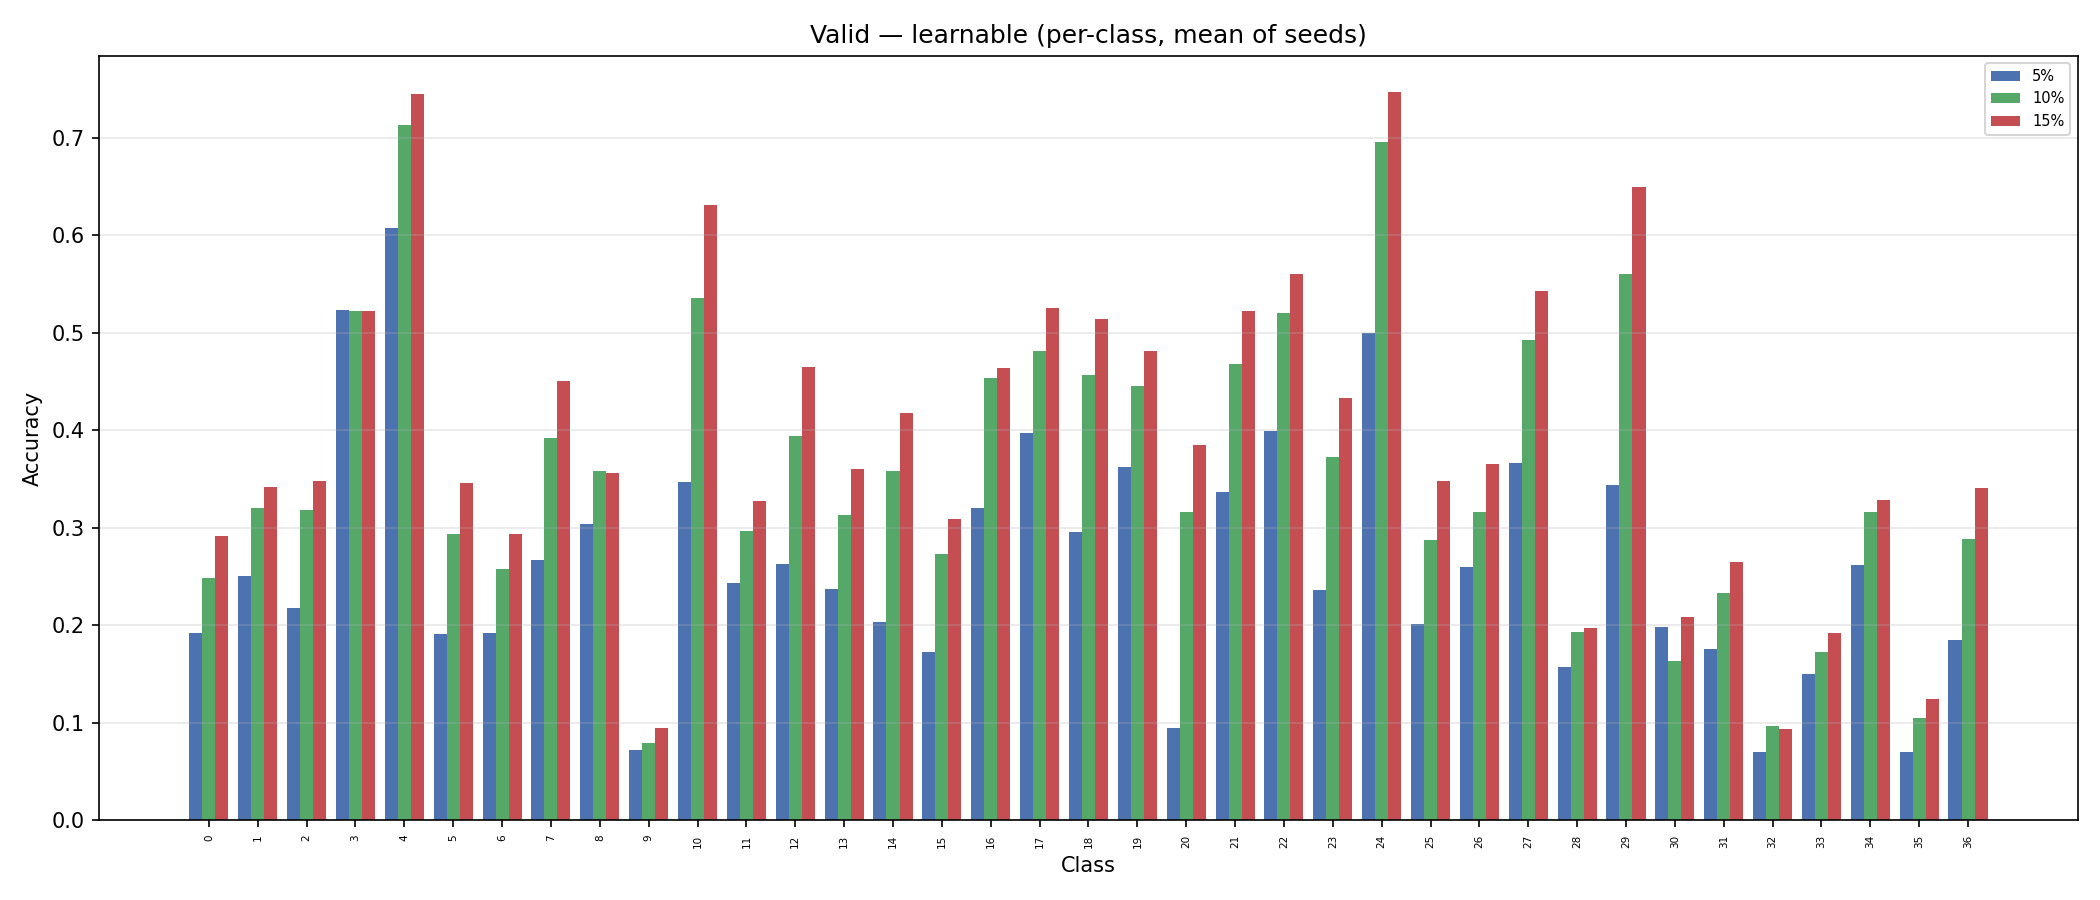 Valid — learnable (per-class, mean of seeds)
5%
10%
15%
Accuracy
0.7
0.6
0.5
0.4
0.3
0.2
0.1
0.0
0 1 2 3 4 5 6 7 8 9 10 11 12 13 14 15 16 17 18 19 20 21 22 23 24 25 26 27 28 29 30 31 32 33 34 35 36
Class